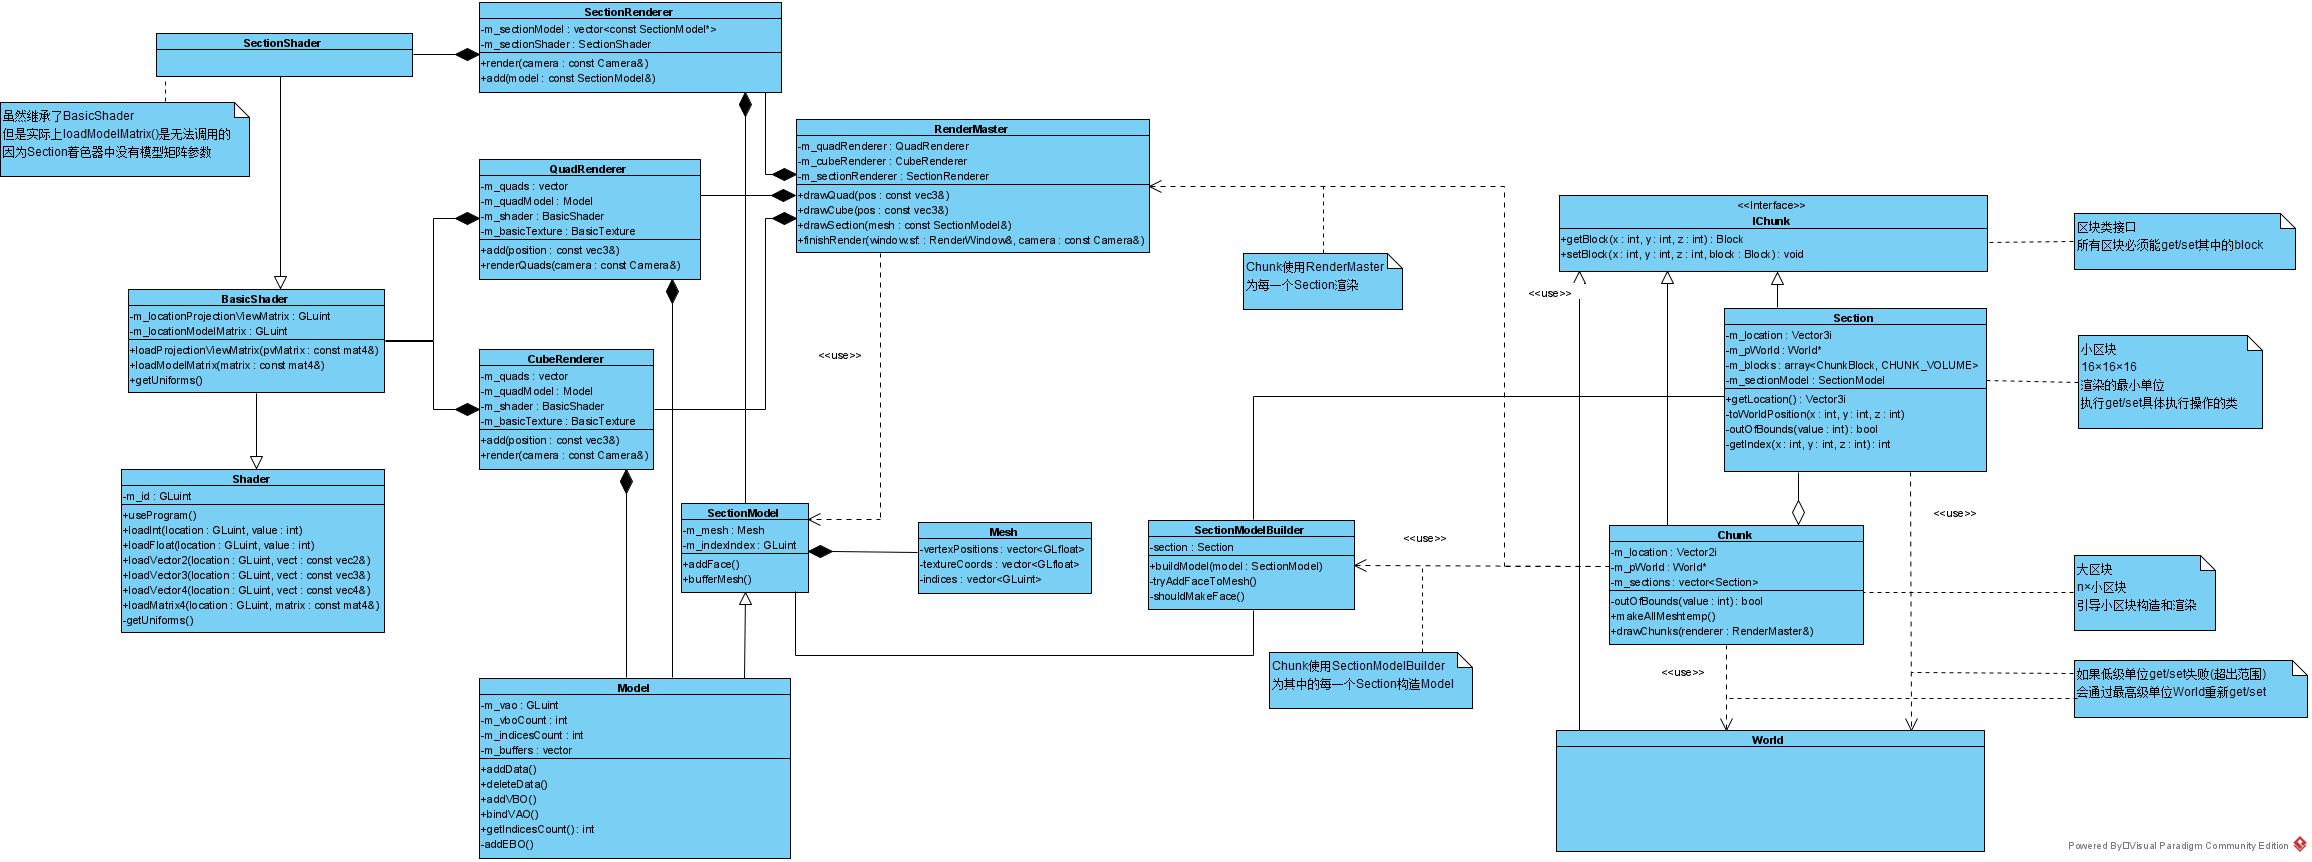 SectionRenderer
-m_sectionModel : vector<const SectionModel*>
-m_sectionShader : SectionShader
+render(camera : const Camera&)
+add(model : const SectionModel&)
SectionShader
虽然继承了BasicShader
但是实际上loadModelMatrix()是无法调用的
因为Section着色器中没有模型矩阵参数
RenderMaster
-m_quadRenderer : QuadRenderer
-m_cubeRenderer : CubeRenderer
-m_sectionRenderer : SectionRenderer
+drawQuad(pos : const vec3&)
+drawCube(pos : const vec3&)
+drawSection(mesh : const SectionModel&)
+finishRender(window.sf: : RenderWindow&, camera : const Camera&)
QuadRenderer
-m_quads : vector
-m_quadModel : Model
-m_shader : BasicShader
-m_basicTexture : BasicTexture
+add(position : const vec3&)
+renderQuads(camera : const Camera&)
<<Interface>>
IChunk
+getBlock(x : int, y : int, z : int) : Block
+setBlock(x : int, y : int, z : int, block : Block) : void
区块类接口
所有区块必须能get/set其中的block
Chunk使用RenderMaster
为每一个Section渲染
<<use>>
BasicShader
-m_locationProjectionViewMatrix : GLuint
-m_locationModelMatrix : GLuint
+loadProjectionViewMatrix(pvMatrix : const mat4&)
+loadModelMatrix(matrix : const mat4&)
+getUniforms()
Section
-m_location : Vector3i
-m_pWorld : World*
-m_blocks : array<ChunkBlock, CHUNK_VOLUME>
-m_sectionModel : SectionModel
+getLocation() : Vector3i
-toWorldPosition(x : int, y : int, z : int)
-outOfBounds(value : int) : bool
-getIndex(x : int, y : int, z : int) : int
小区块
16×16×16
渲染的最小单位
执行get/set具体执行操作的类
CubeRenderer
-m_quads : vector
-m_quadModel : Model
-m_shader : BasicShader
-m_basicTexture : BasicTexture
+add(position : const vec3&)
+render(camera : const Camera&)
<<use>>
Shader
-m_id : GLuint
+useProgram()
+loadInt(location : GLuint, value : int)
+loadFloat(location : GLuint, value : int)
+loadVector2(location : GLuint, vect : const vec2&)
+loadVector3(location : GLuint, vect : const vec3&)
+loadVector4(location : GLuint, vect : const vec4&)
+loadMatrix4(location : GLuint, matrix : const mat4&)
-getUniforms()
SectionModel
-m_mesh : Mesh
-m_indexIndex : GLuint
+addFace()
+bufferMesh()
Mesh
-vertexPositions : vector<GLfloat>
-textureCoords : vector<GLfloat>
-indices : vector<GLuint>
SectionModelBuilder
-section : Section
+buildModel(model : SectionModel)
-tryAddFaceToMesh()
-shouldMakeFace()
<<use>>
<<use>>
Chunk
-m_location : Vector2i
-m_pWorld : World*
-m_sections : vector<Section>
-outOfBounds(value : int) : bool
+makeAllMeshtemp()
+drawChunks(renderer : RenderMaster&)
大区块
n×小区块
引导小区块构造和渲染
Chunk使用SectionModelBuilder
为其中的每一个Section构造Model
<<use>>
如果低级单位get/set失败(超出范围)
会通过最高级单位World重新get/set
Model
-m_vao : GLuint
-m_vboCount : int
-m_indicesCount : int
-m_buffers : vector
+addData()
+deleteData()
+addVBO()
+bindVAO()
+getIndicesCount() : int
-addEBO()
World
Powered By Visual Paradigm Community Edition